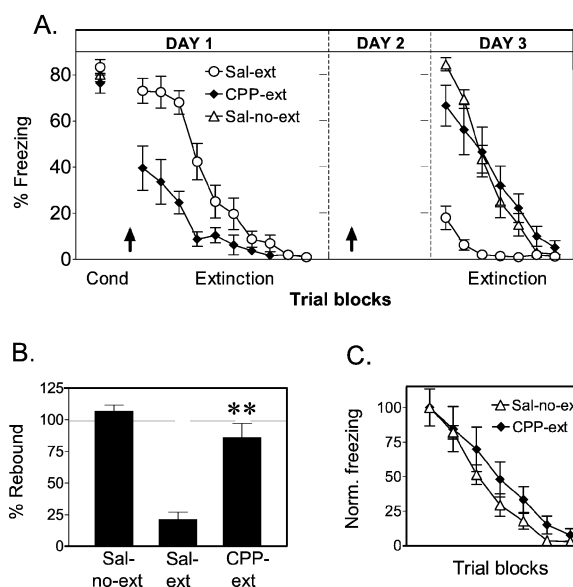 A.
DAY 1 DAY 2 DAY 3
Sal-ext
CPP-ext
Sal-no-ext
% Freezing
80
60
40
20
0
Cond Extinction Extinction
Trial blocks
B.
% Rebound
125
100
75
50
25
0
**
Sal-no-ext
Sal-ext
CPP-ext
C.
Norm. freezing
100
75
50
25
0
Sal-no-ext
CPP-ext
Trial blocks